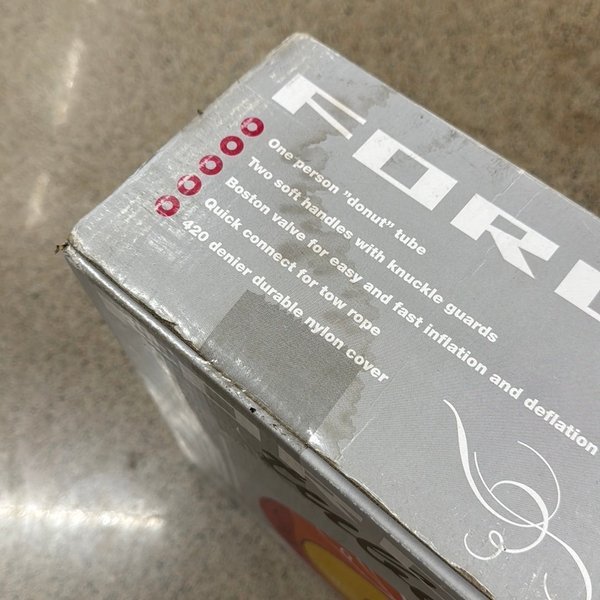 One person "donut" tube
Two soft handles with knuckle guards
Boston valve for easy and fast inflation and deflation
Quick connect for tow rope
420 denier durable nylon cover